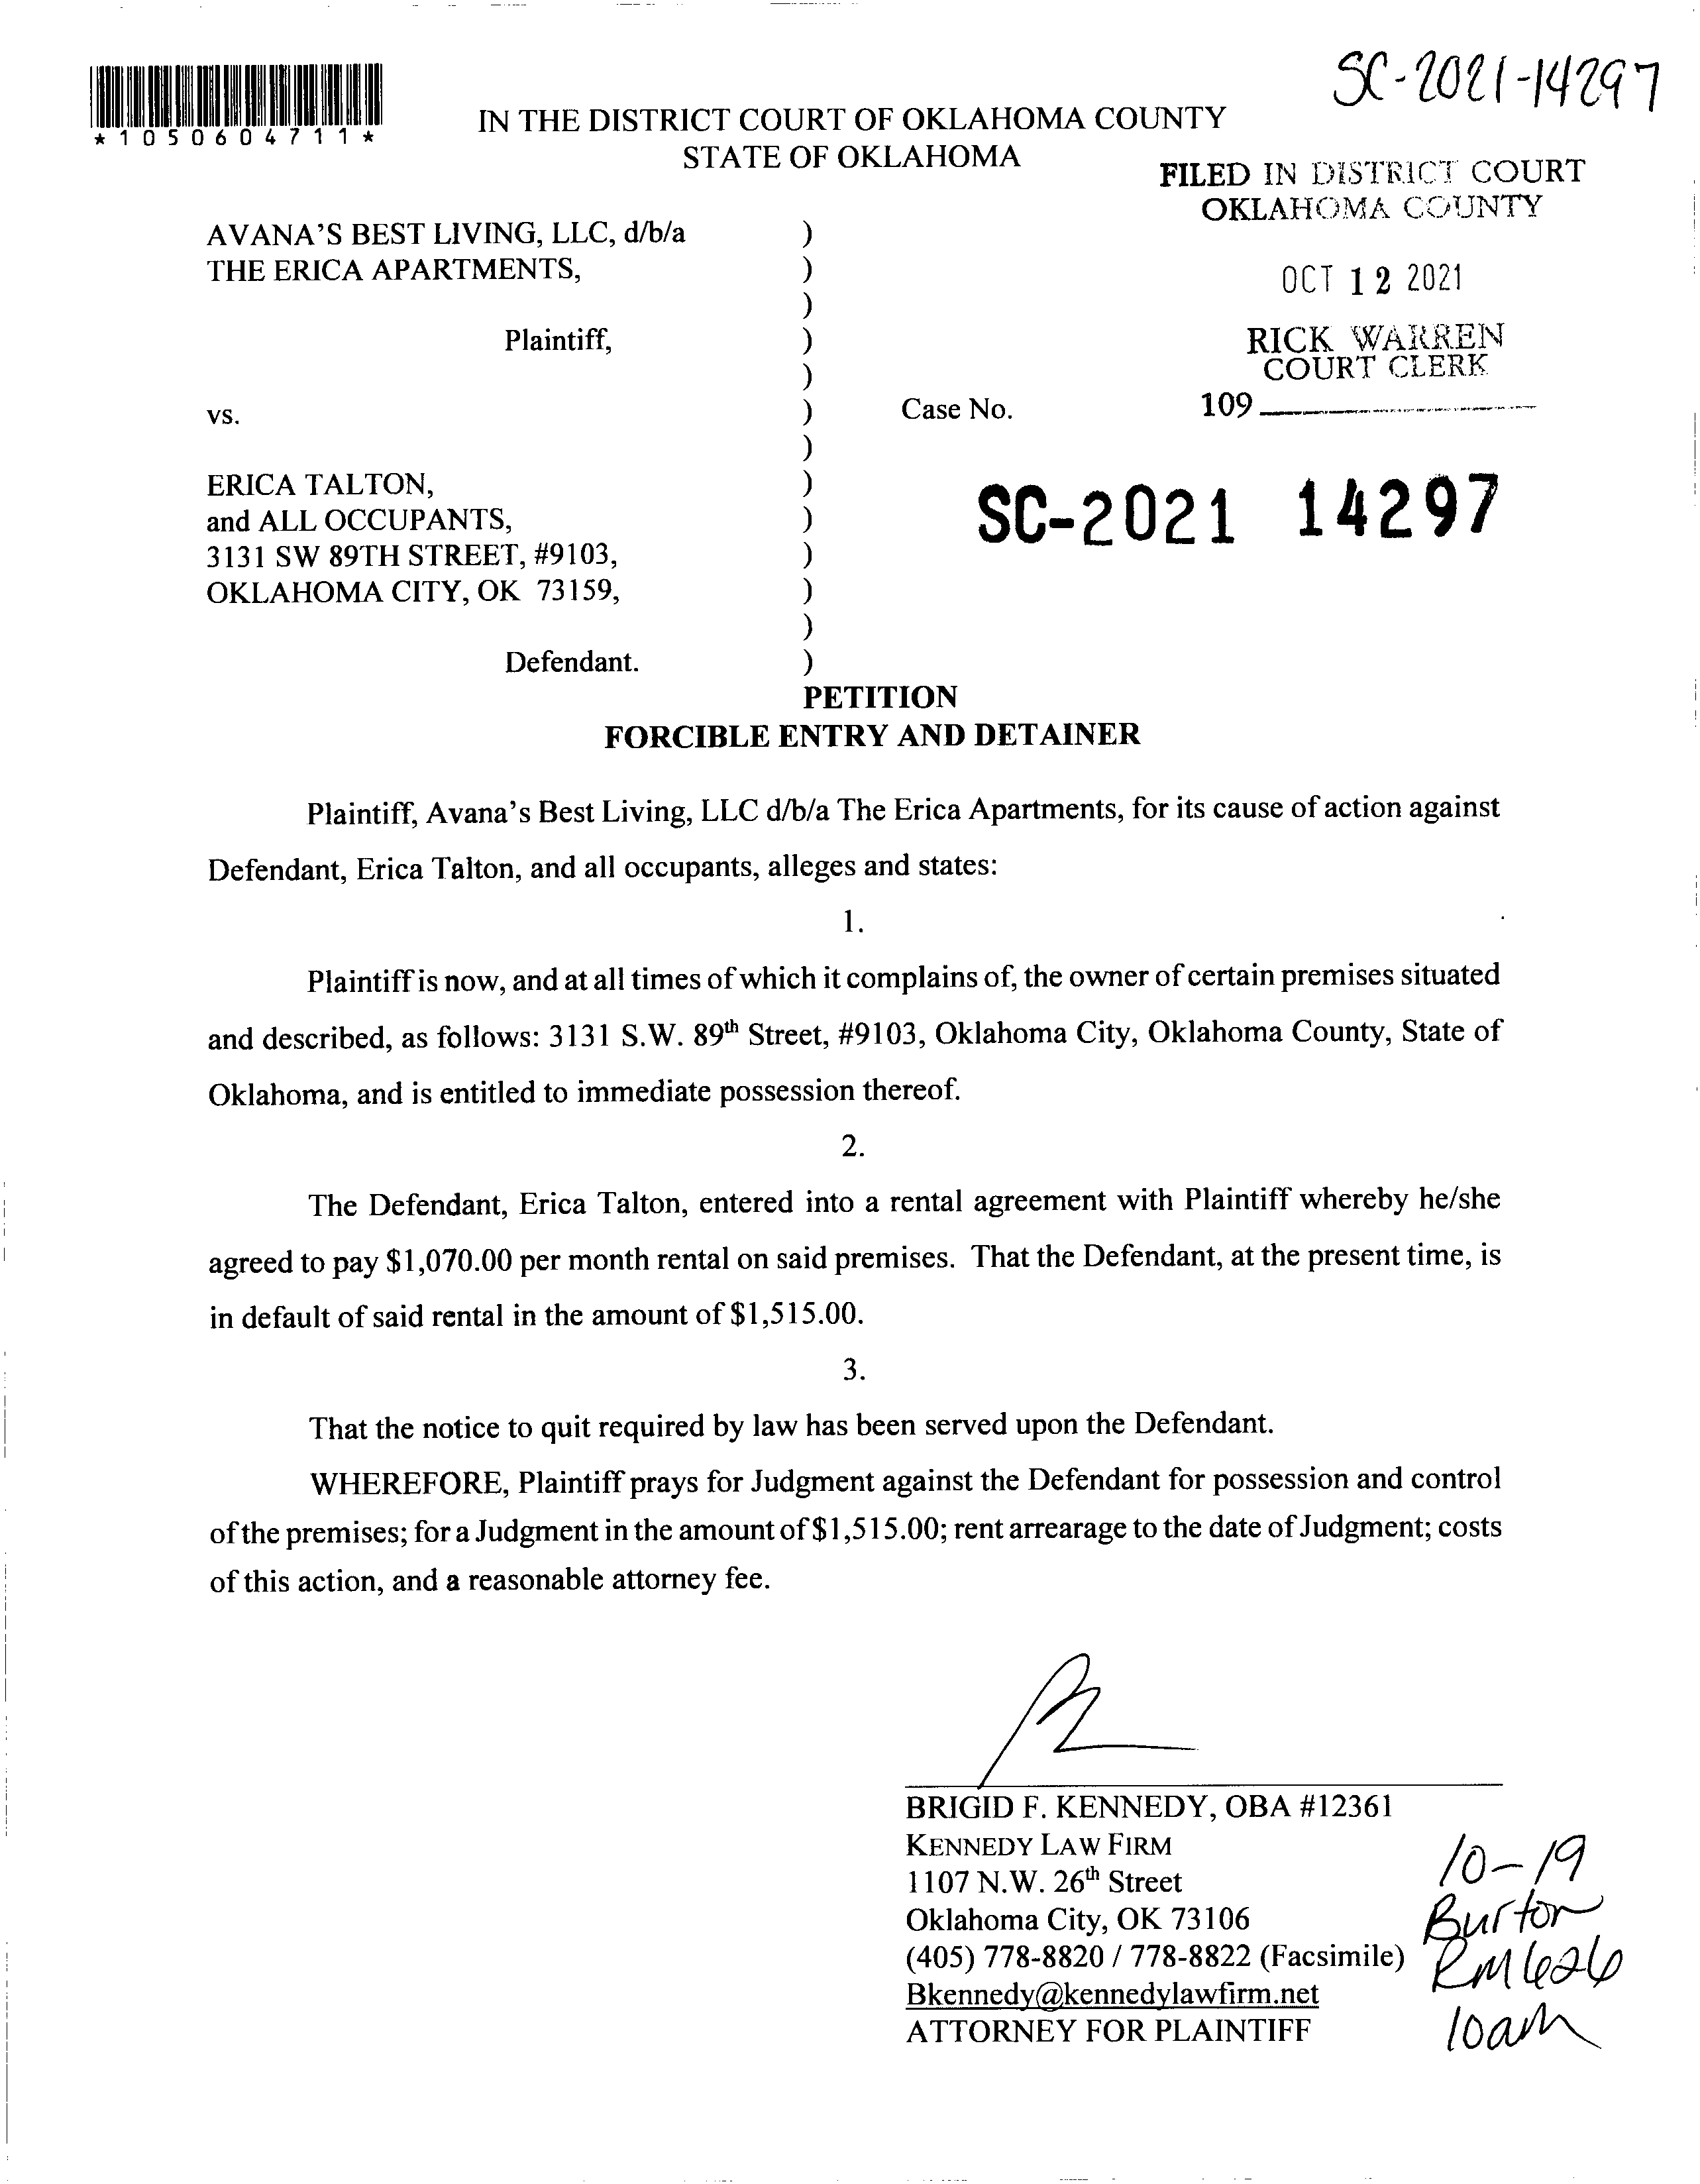 SC-2021-14297
*1050604711*
IN THE DISTRICT COURT OF OKLAHOMA COUNTY
STATE OF OKLAHOMA
FILED IN DISTRICT COURT
OKLAHOMA COUNTY
OCT 12 2021
RICK WARREN
COURT CLERK
109
AVANA'S BEST LIVING, LLC, d/b/a )
THE ERICA APARTMENTS, )
)
Plaintiff, )
)
vs. ) Case No.
)
ERICA TALTON, ) SC-2021 14297
and ALL OCCUPANTS, )
3131 SW 89TH STREET, #9103, )
OKLAHOMA CITY, OK 73159, )
)
Defendant. )
PETITION
FORCIBLE ENTRY AND DETAINER
Plaintiff, Avana's Best Living, LLC d/b/a The Erica Apartments, for its cause of action against
Defendant, Erica Talton, and all occupants, alleges and states:
1.
Plaintiff is now, and at all times of which it complains of, the owner of certain premises situated
and described, as follows: 3131 S.W. 89th Street, #9103, Oklahoma City, Oklahoma County, State of
Oklahoma, and is entitled to immediate possession thereof.
2.
The Defendant, Erica Talton, entered into a rental agreement with Plaintiff whereby he/she
agreed to pay $1,070.00 per month rental on said premises. That the Defendant, at the present time, is
in default of said rental in the amount of $1,515.00.
3.
That the notice to quit required by law has been served upon the Defendant.
WHEREFORE, Plaintiff prays for Judgment against the Defendant for possession and control
of the premises; for a Judgment in the amount of $1,515.00; rent arrearage to the date of Judgment; costs
of this action, and a reasonable attorney fee.
BRIGID F. KENNEDY, OBA #12361
KENNEDY LAW FIRM
1107 N.W. 26th Street
Oklahoma City, OK 73106
(405) 778-8820 / 778-8822 (Facsimile)
Bkennedy@kennedylawfirm.net
ATTORNEY FOR PLAINTIFF
10-19
Burton
RM 626
10am